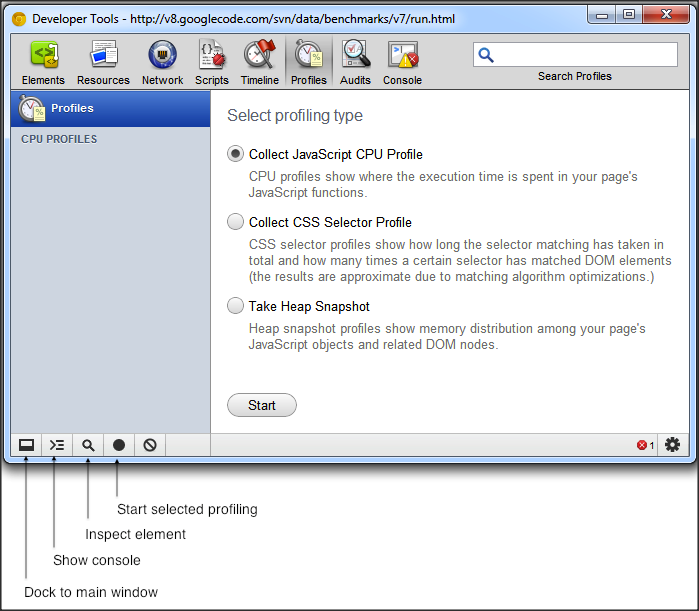 Developer Tools - http://v8.googlecode.com/svn/data/benchmarks/v7/run.html
Elements Resources Network Scripts Timeline Profiles Audits Console
Search Profiles
Profiles
CPU PROFILES
Select profiling type
Collect JavaScript CPU Profile
CPU profiles show where the execution time is spent in your page's
JavaScript functions.
Collect CSS Selector Profile
CSS selector profiles show how long the selector matching has taken in
total and how many times a certain selector has matched DOM elements
(the results are approximate due to matching algorithm optimizations.)
Take Heap Snapshot
Heap snapshot profiles show memory distribution among your page's
JavaScript objects and related DOM nodes.
Start
1
Start selected profiling
Inspect element
Show console
Dock to main window